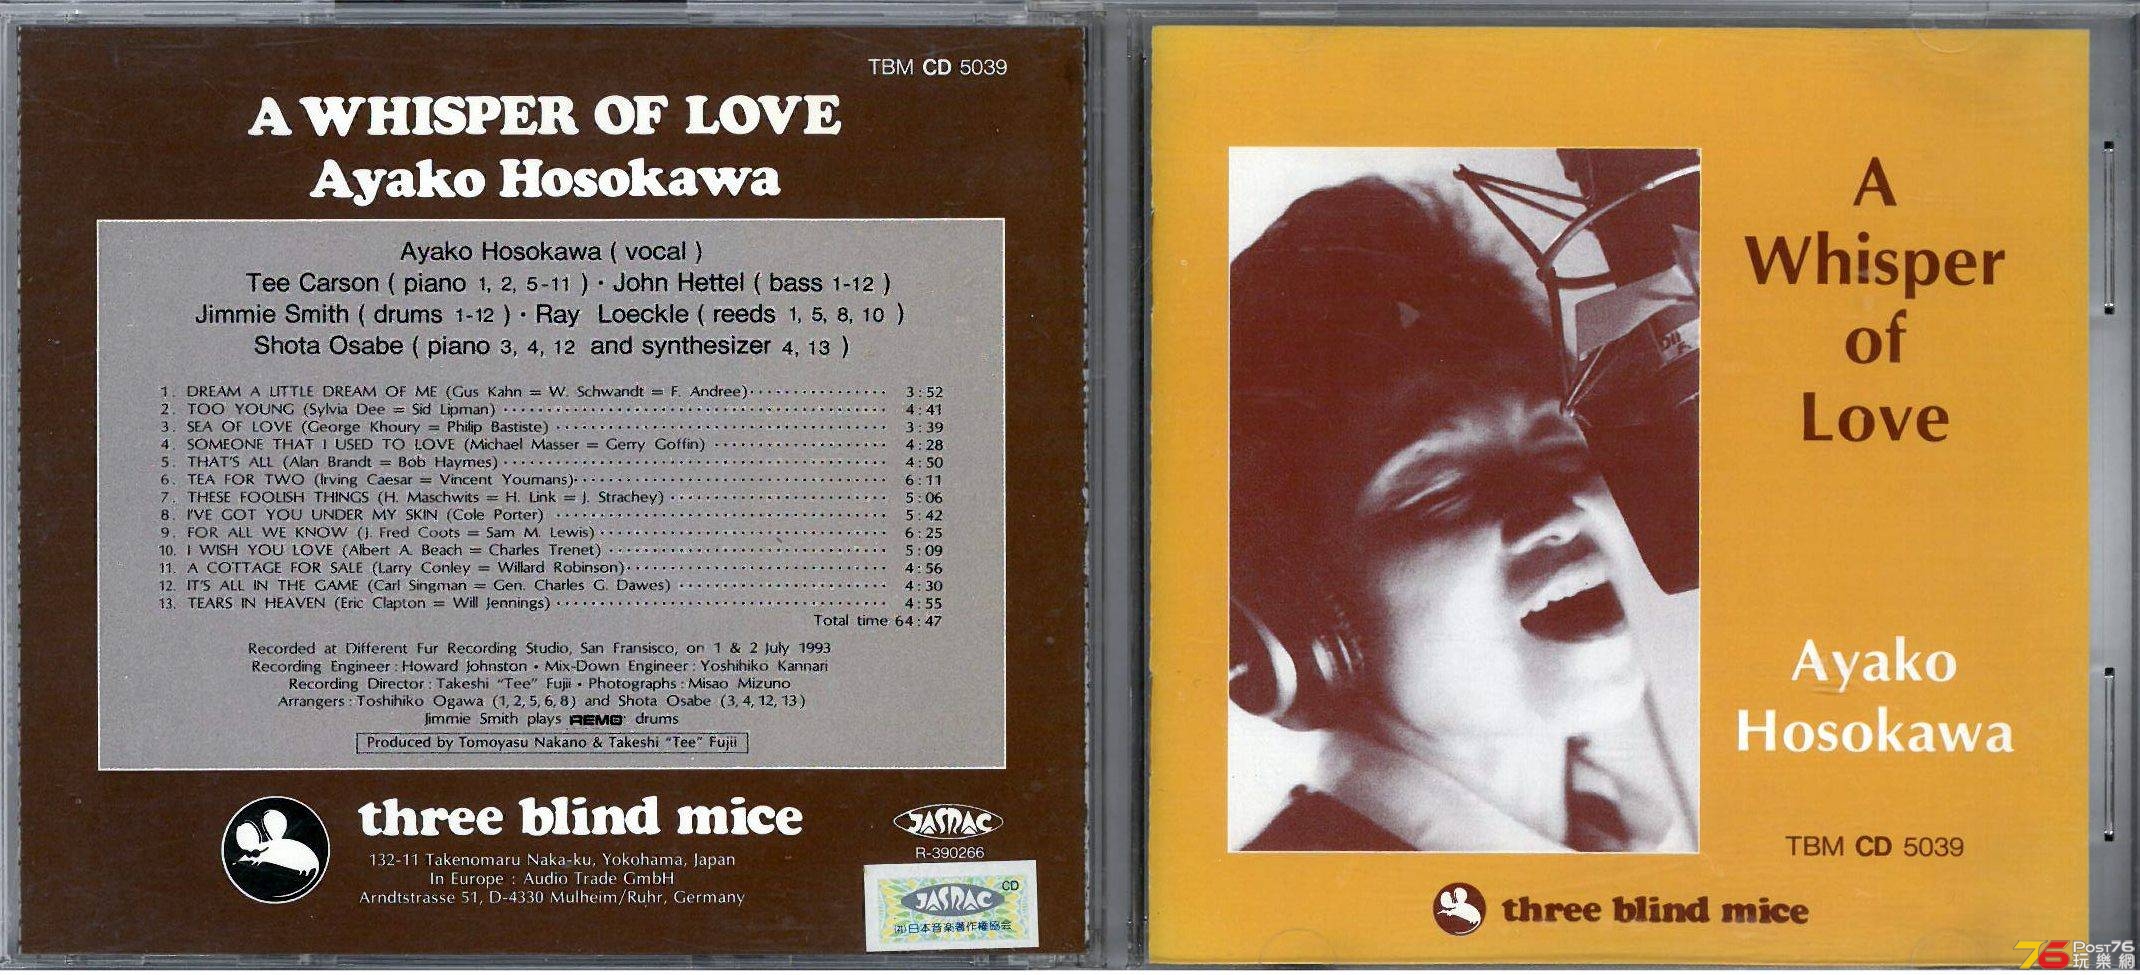 TBM CD 5039
A WHISPER OF LOVE
Ayako Hosokawa
Ayako Hosokawa ( vocal )
Tee Carson ( piano 1, 2, 5-11 ) · John Hettel ( bass 1-12 )
Jimmie Smith ( drums 1-12 ) · Ray Loeckle ( reeds 1, 5, 8, 10 )
Shota Osabe ( piano 3, 4, 12 and synthesizer 4, 13 )
1. DREAM A LITTLE DREAM OF ME (Gus Kahn = W. Schwandt = F. Andree) 3:52
2. TOO YOUNG (Sylvia Dee = Sid Lipman) 4:41
3. SEA OF LOVE (George Khoury = Philip Bastiste) 3:39
4. SOMEONE THAT I USED TO LOVE (Michael Masser = Gerry Goffin) 4:28
5. THAT'S ALL (Alan Brandt = Bob Haymes) 4:50
6. TEA FOR TWO (Irving Caesar = Vincent Youmans) 6:11
7. THESE FOOLISH THINGS (H. Maschwits = H. Link = J. Strachey) 5:06
8. I'VE GOT YOU UNDER MY SKIN (Cole Porter) 5:42
9. FOR ALL WE KNOW (J. Fred Coots = Sam M. Lewis) 6:25
10. I WISH YOU LOVE (Albert A. Beach = Charles Trenet) 5:09
11. A COTTAGE FOR SALE (Larry Conley = Willard Robinson) 4:56
12. IT'S ALL IN THE GAME (Carl Singman = Gen. Charles G. Dawes) 4:30
13. TEARS IN HEAVEN (Eric Clapton = Will Jennings) 4:55
Total time 64:47
Recorded at Different Fur Recording Studio, San Fransisco, on 1 & 2 July 1993
Recording Engineer : Howard Johnston • Mix-Down Engineer : Yoshihiko Kannari
Recording Director : Takeshi "Tee" Fujii • Photographs : Misao Mizuno
Arrangers : Toshihiko Ogawa (1, 2, 5, 6, 8) and Shota Osabe (3, 4, 12, 13)
Jimmie Smith plays REMO drums
Produced by Tomoyasu Nakano & Takeshi "Tee" Fujii
three blind mice
132-11 Takenomaru Naka-ku, Yokohama, Japan
In Europe : Audio Trade GmbH
Arndtstrasse 51, D-4330 Mulheim/Ruhr, Germany
JASRAC
R-390266
CD
JASRAC
(社)日本音楽著作権協会
A
Whisper
of
Love
Ayako
Hosokawa
TBM CD 5039
three blind mice
76 POST76
玩樂網